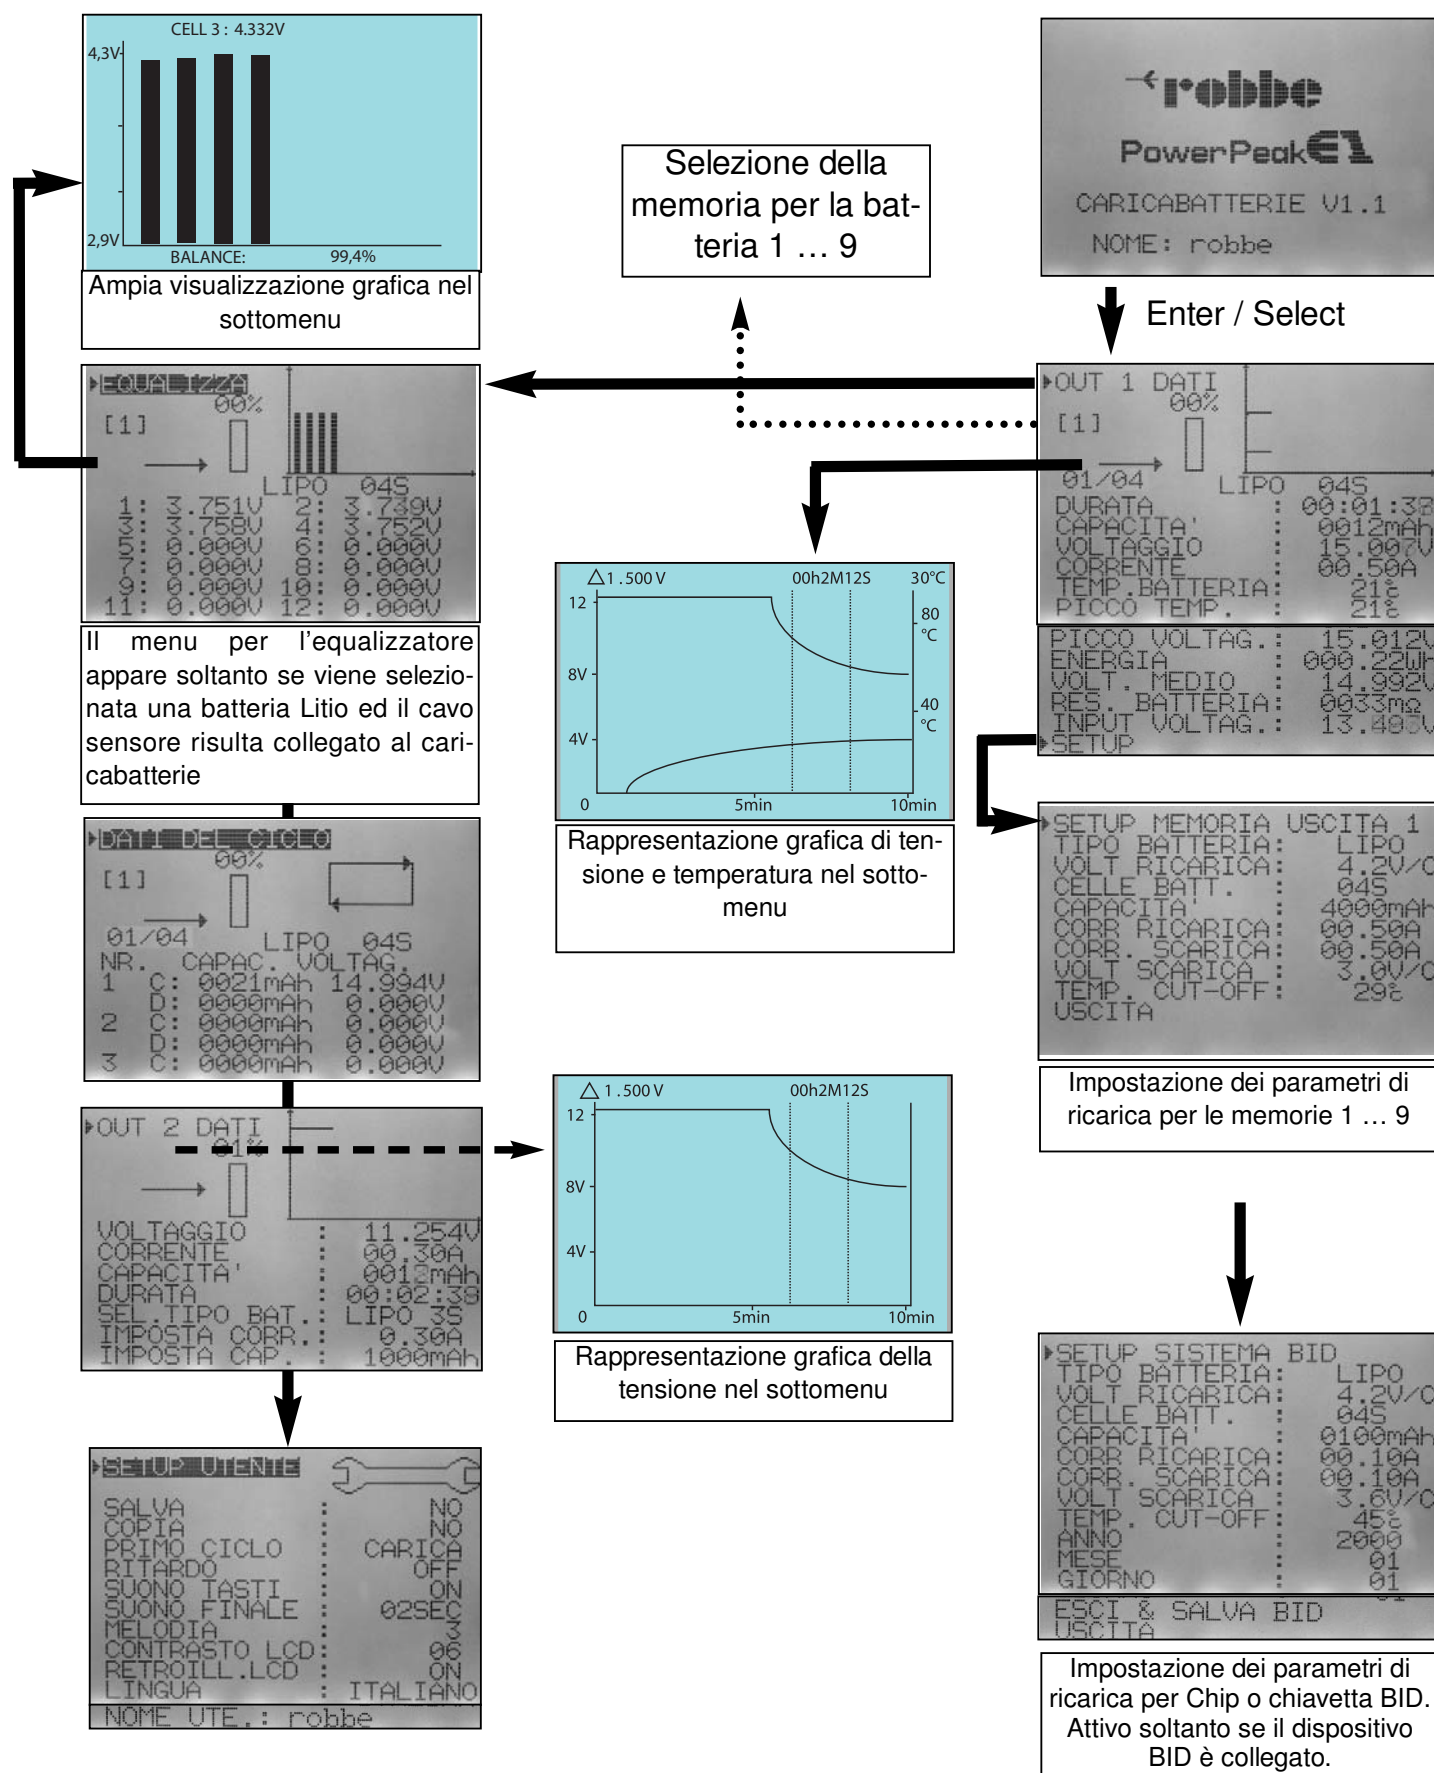 CELL 3 : 4.332V
4,3V
2,9V
BALANCE: 99,4%
Ampia visualizzazione grafica nel
sottomenu
EQUALIZZA
00%
[1]
LIPO 04S
1: 3.751V 2: 3.739V
3: 3.758V 4: 3.752V
5: 0.000V 6: 0.000V
7: 0.000V 8: 0.000V
9: 0.000V 10: 0.000V
11: 0.000V 12: 0.000V
Il menu per l'equalizzatore
appare soltanto se viene selezio-
nata una batteria Litio ed il cavo
sensore risulta collegato al cari-
cabatterie
DATI DEL CICLO
00%
[1]
01/04 LIPO 04S
NR. CAPAC. VOLTAG.
1 C: 0021mAh 14.994V
D: 0000mAh 0.000V
2 C: 0000mAh 0.000V
D: 0000mAh 0.000V
3 C: 0000mAh 0.000V
OUT 2 DATI
01%
VOLTAGGIO : 11.254V
CORRENTE : 00.30A
CAPACITA' :
DURATA : 00:02:38
SEL.TIPO BAT.: LIPO 3S
IMPOSTA CORR.: 0.30A
IMPOSTA CAP. : 1000mAh
SETUP UTENTE
SALVA : NO
COPIA : NO
PRIMO CICLO : CARICA
RITARDO : OFF
SUONO TASTI : ON
SUONO FINALE : 02SEC
MELODIA : 3
CONTRASTO LCD: 06
RETROILL.LCD : ON
LINGUA : ITALIANO
NOME UTE.: robbe
Selezione della
memoria per la bat-
teria 1 … 9
△1.500 V 00h2M12S 30°C
12
80
°C
8V
40
°C
4V
0 5min 10min
Rappresentazione grafica di ten-
sione e temperatura nel sotto-
menu
△ 1.500 V 00h2M12S
12
8V
4V
0 5min 10min
Rappresentazione grafica della
tensione nel sottomenu
robbe
PowerPeak E1
CARICABATTERIE V1.1
NOME: robbe
Enter / Select
OUT 1 DATI
00%
[1]
01/04 LIPO 04S
DURATA :
CAPACITA' : 0012mAh
VOLTAGGIO : 15.007V
CORRENTE : 00.50A
TEMP.BATTERIA: 21℃
PICCO TEMP. : 21℃
PICCO VOLTAG.: 15.012V
ENERGIA : 000.22Wh
VOLT. MEDIO : 14.992V
RES. BATTERIA: 0033mΩ
INPUT VOLTAG.:
SETUP
SETUP MEMORIA USCITA 1
TIPO BATTERIA: LIPO
VOLT RICARICA: 4.2V/C
CELLE BATT. : 04S
CAPACITA' : 4000mAh
CORR RICARICA: 00.50A
CORR. SCARICA: 00.50A
VOLT SCARICA : 3.0V/C
TEMP. CUT-OFF: 29℃
USCITA
Impostazione dei parametri di
ricarica per le memorie 1 … 9
SETUP SISTEMA BID
TIPO BATTERIA: LIPO
VOLT RICARICA: 4.2V/C
CELLE BATT. : 04S
CAPACITA' : 0100mAh
CORR RICARICA: 00.10A
CORR. SCARICA: 00.10A
VOLT SCARICA : 3.6V/C
TEMP. CUT-OFF: 45℃
ANNO : 2000
MESE : 01
GIORNO : 01
ESCI & SALVA BID
USCITA
Impostazione dei parametri di
ricarica per Chip o chiavetta BID.
Attivo soltanto se il dispositivo
BID è collegato.